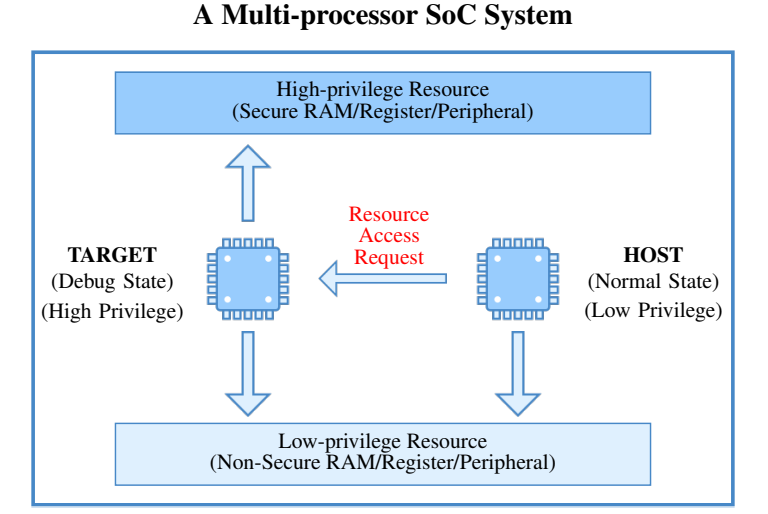 A Multi-processor SoC System
High-privilege Resource
(Secure RAM/Register/Peripheral)
Resource
Access
Request
TARGET
(Debug State)
(High Privilege)
HOST
(Normal State)
(Low Privilege)
Low-privilege Resource
(Non-Secure RAM/Register/Peripheral)